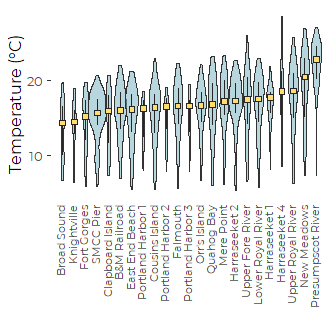 Temperature (°C)
20
10
Broad Sound
Knightville
Fort Gorges
SMCC Pier
Clapboard Island
B&M Railroad
East End Beach
Portland Harbor 1
Cousins Island
Portland Harbor 2
Falmouth
Portland Harbor 3
Orr's Island
Quahog Bay
Mere Point
Harraseeket 2
Upper Fore River
Lower Royal River
Harraseeket 1
Harraseeket 4
Upper Royal River
New Meadows
Presumpscot River